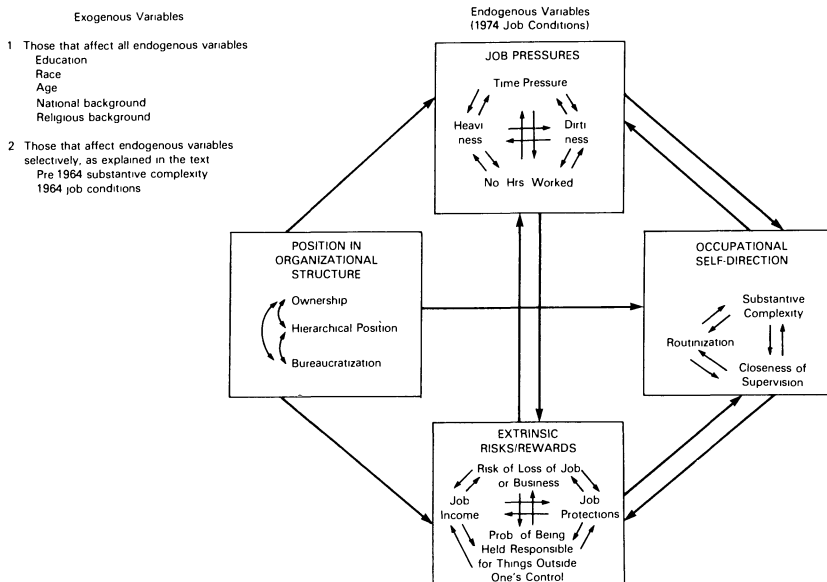 Exogenous Variables
1 Those that affect all endogenous variables
Education
Race
Age
National background
Religious background
2 Those that affect endogenous variables
selectively, as explained in the text
Pre 1964 substantive complexity
1964 job conditions
Endogenous Variables
(1974 Job Conditions)
JOB PRESSURES
Time Pressure
Heavi
ness
Dirti
ness
No Hrs Worked
POSITION IN
ORGANIZATIONAL
STRUCTURE
Ownership
Hierarchical Position
Bureaucratization
OCCUPATIONAL
SELF-DIRECTION
Substantive
Complexity
Routinization
Closeness of
Supervision
EXTRINSIC
RISKS/REWARDS
Risk of Loss of Job
or Business
Job
Income
Job
Protections
Prob of Being
Held Responsible
for Things Outside
One's Control